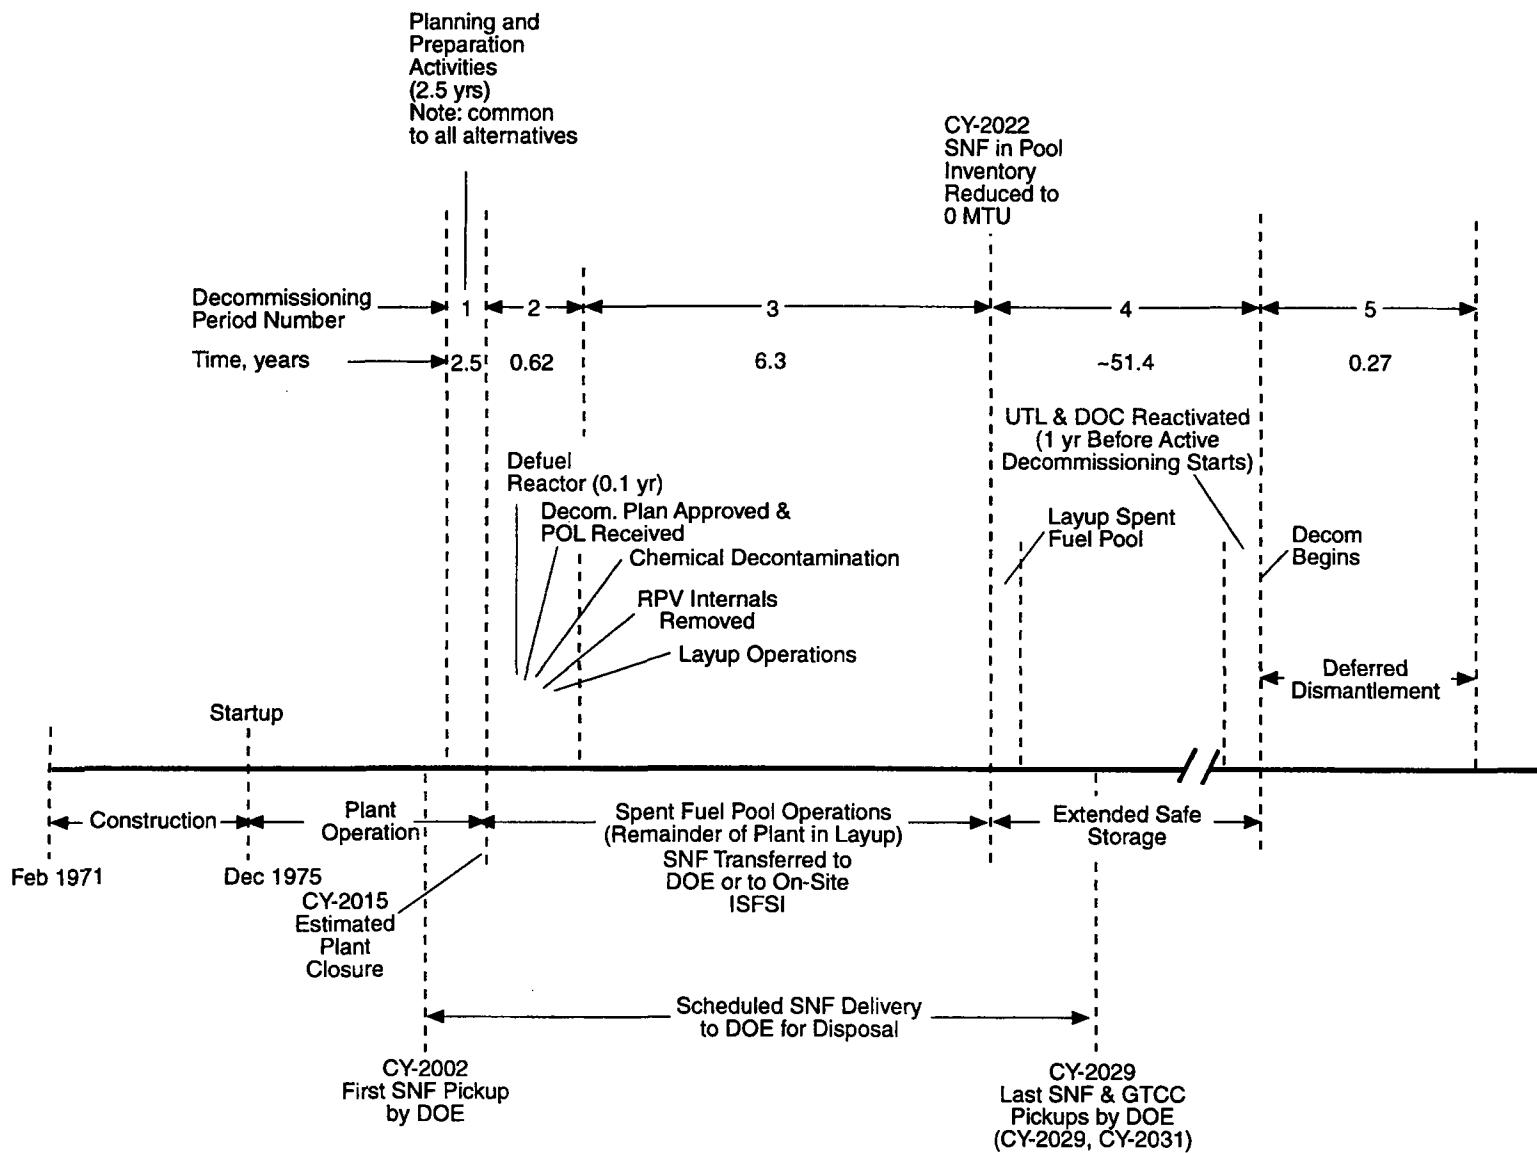 Planning and
Preparation
Activities
(2.5 yrs)
Note: common
to all alternatives
CY-2022
SNF in Pool
Inventory
Reduced to
0 MTU
Decommissioning
Period Number
1
2
3
4
5
Time, years
2.5
0.62
6.3
~51.4
0.27
UTL & DOC Reactivated
(1 yr Before Active
Decommissioning Starts)
Defuel
Reactor (0.1 yr)
Decom. Plan Approved &
POL Received
Chemical Decontamination
RPV Internals
Removed
Layup Operations
Layup Spent
Fuel Pool
Decom
Begins
Deferred
Dismantlement
Startup
Construction
Plant
Operation
Spent Fuel Pool Operations
(Remainder of Plant in Layup)
SNF Transferred to
DOE or to On-Site
ISFSI
Extended Safe
Storage
Feb 1971
Dec 1975
CY-2015
Estimated
Plant
Closure
Scheduled SNF Delivery
to DOE for Disposal
CY-2002
First SNF Pickup
by DOE
CY-2029
Last SNF & GTCC
Pickups by DOE
(CY-2029, CY-2031)